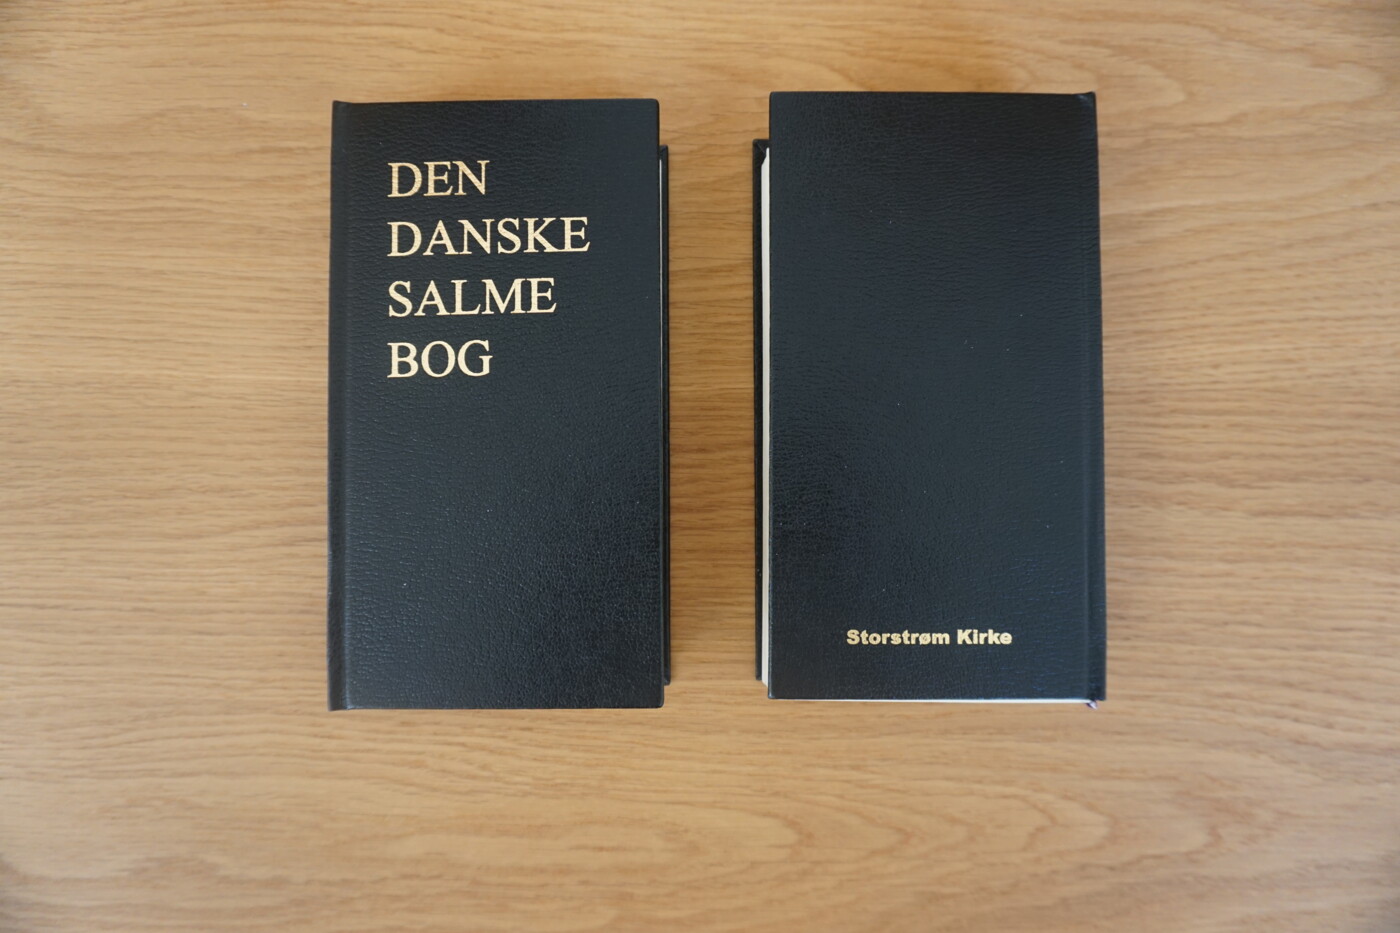 DEN
DANSKE
SALME
BOG
Storstrøm Kirke